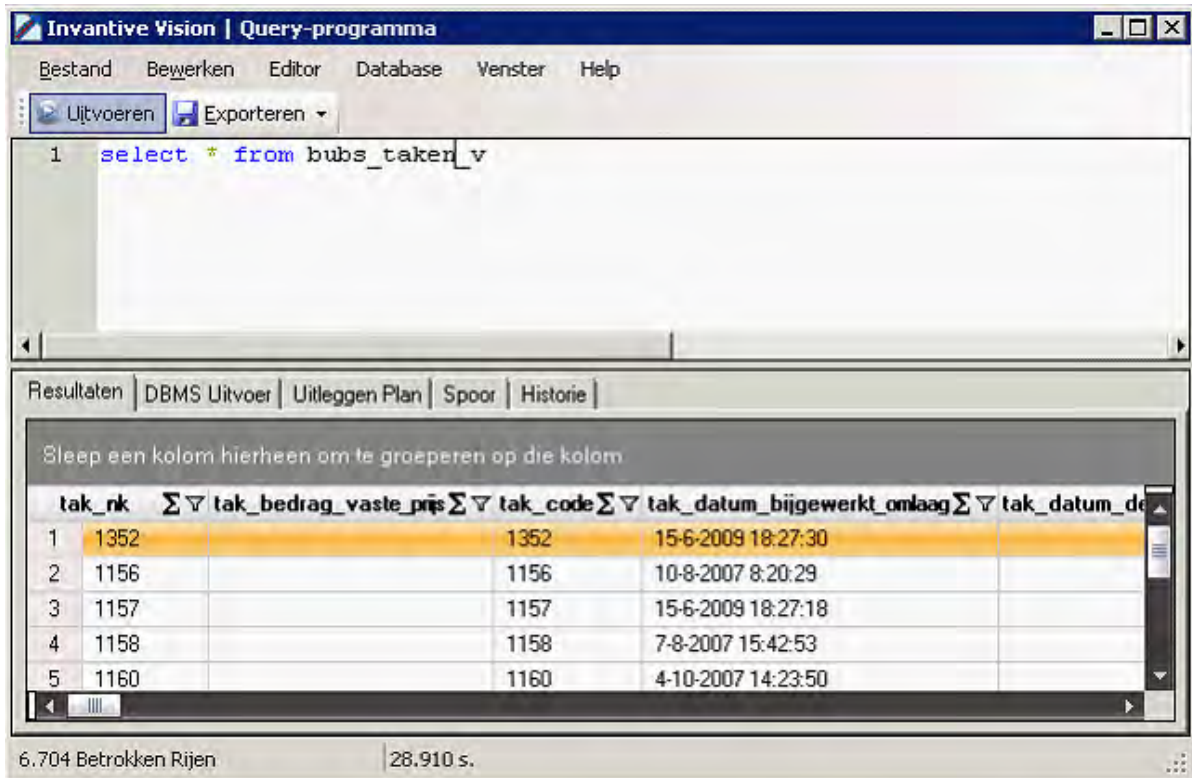 Invantive Vision | Query-programma
Bestand Bewerken Editor Database Venster Help
Uitvoeren Exporteren
1 select * from bubs_taken_v
Resultaten DBMS Uitvoer Uitleggen Plan Spoor Historie
Sleep een kolom hierheen om te groeperen op die kolom
tak_nk Σ tak_bedrag_vaste_prijs Σ tak_code Σ tak_datum_bijgewerkt_omlaag Σ tak_datum_de
1 1352 1352 15-6-2009 18:27:30
2 1156 1156 10-8-2007 8:20:29
3 1157 1157 15-6-2009 18:27:18
4 1158 1158 7-8-2007 15:42:53
5 1160 1160 4-10-2007 14:23:50
6.704 Betrokken Rijen 28.910 s.